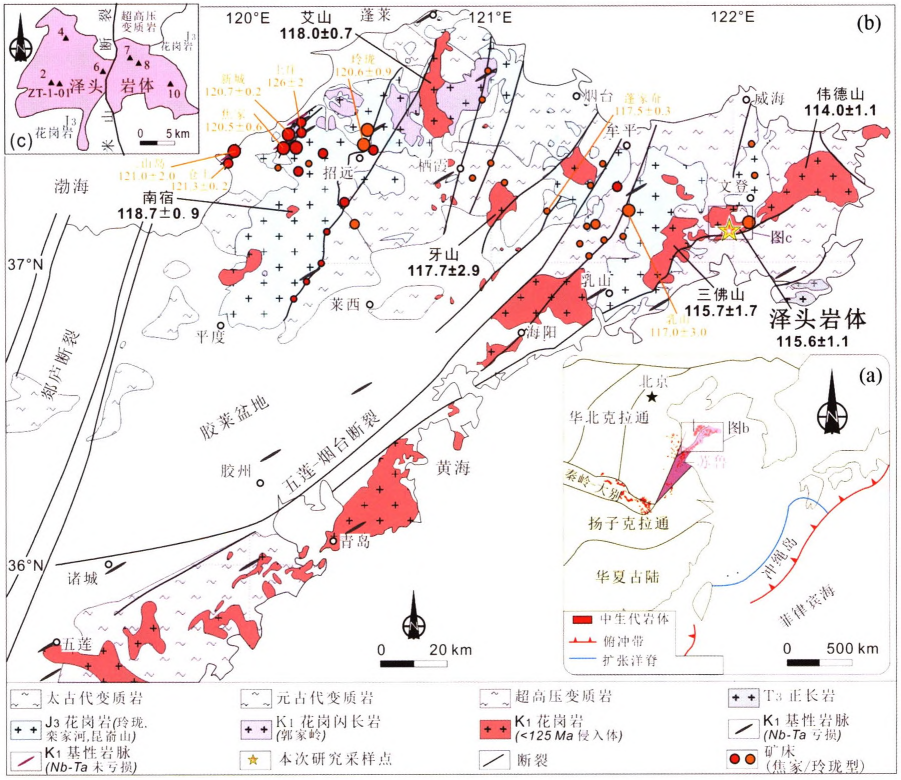 (c)
4
2
ZT-1-01
泽头
6
7
8
岩体
10
超高压
变质岩
J3
花岗岩
J3
花岗岩
断
裂
山
米
0 5 km
(b)
120°E
121°E
122°E
37°N
36°N
艾山
118.0±0.7
蓬莱
新城
120.7±0.2
上庄
126±2
玲珑
120.6±0.9
焦家
120.5±0.6
三山岛
121.0±2.0
仓上
121.3±0.2
渤海
南宿
118.7±0.9
招远
栖霞
烟台
蓬家夼
117.5±0.3
牟平
威海
伟德山
114.0±1.1
文登
图c
牙山
117.7±2.9
莱西
平度
乳山
海阳
三佛山
115.7±1.7
乳山
117.0±3.0
泽头岩体
115.6±1.1
郯庐断裂
胶莱盆地
五莲-烟台断裂
胶州
黄海
青岛
诸城
五莲
0 20 km
(a)
北京
华北克拉通
图b
苏鲁
秦岭-大别
扬子克拉通
华夏古陆
冲绳岛
菲律宾海
中生代岩体
俯冲带
扩张洋脊
0 500 km
太古代变质岩
元古代变质岩
超高压变质岩
T3 正长岩
J3 花岗岩(玲珑,
栾家河,昆嵛山)
K1 花岗闪长岩
(郭家岭)
K1 花岗岩
(<125 Ma 侵入体)
K1 基性岩脉
(Nb-Ta 亏损)
K1 基性岩脉
(Nb-Ta 未亏损)
本次研究采样点
断裂
矿床
(焦家/玲珑型)